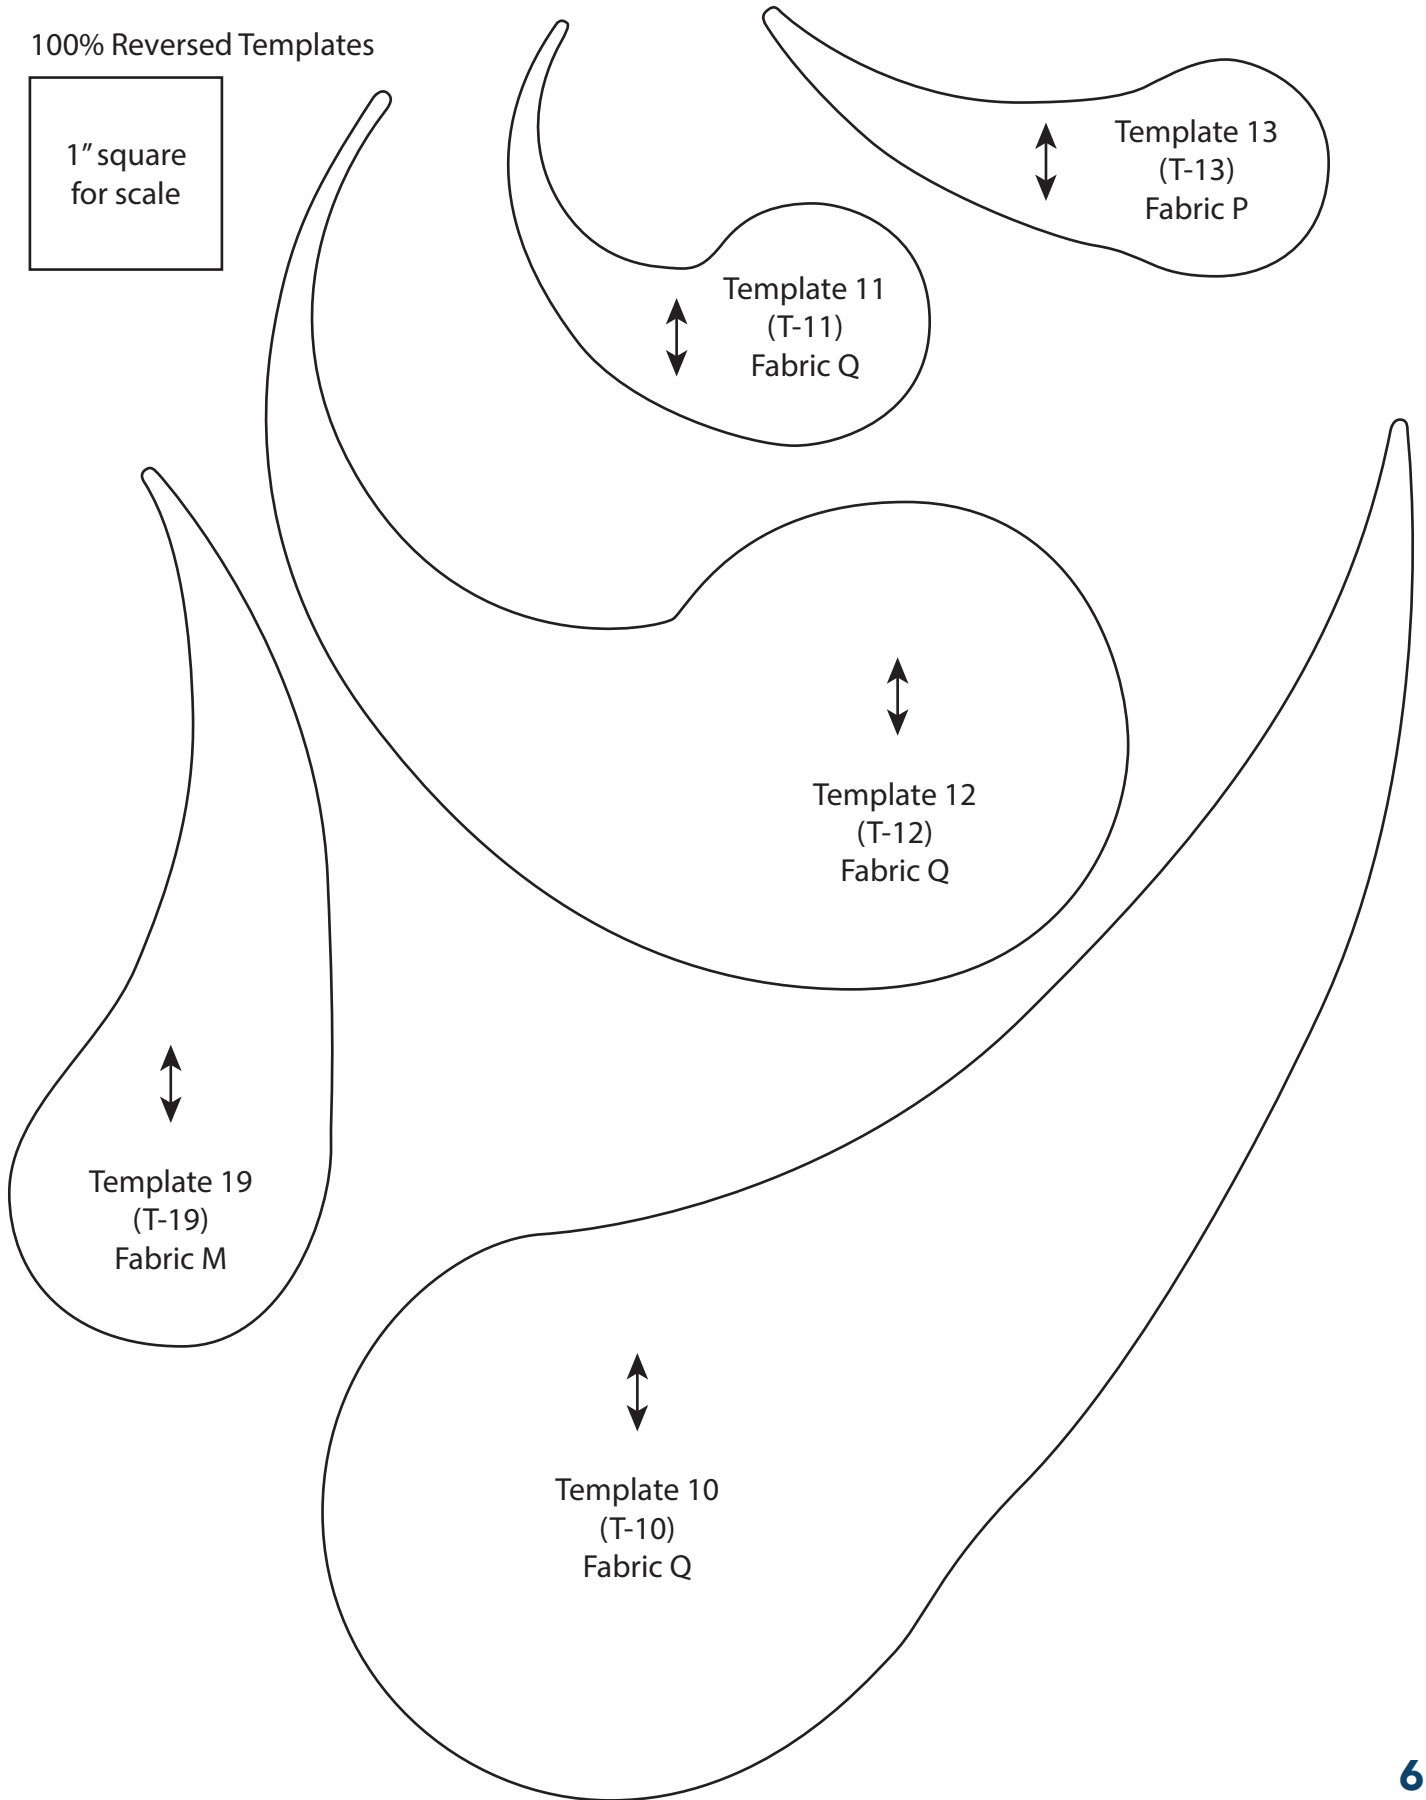 100% Reversed Templates
1” square
for scale
Template 13
(T-13)
Fabric P
Template 11
(T-11)
Fabric Q
Template 12
(T-12)
Fabric Q
Template 19
(T-19)
Fabric M
Template 10
(T-10)
Fabric Q
6